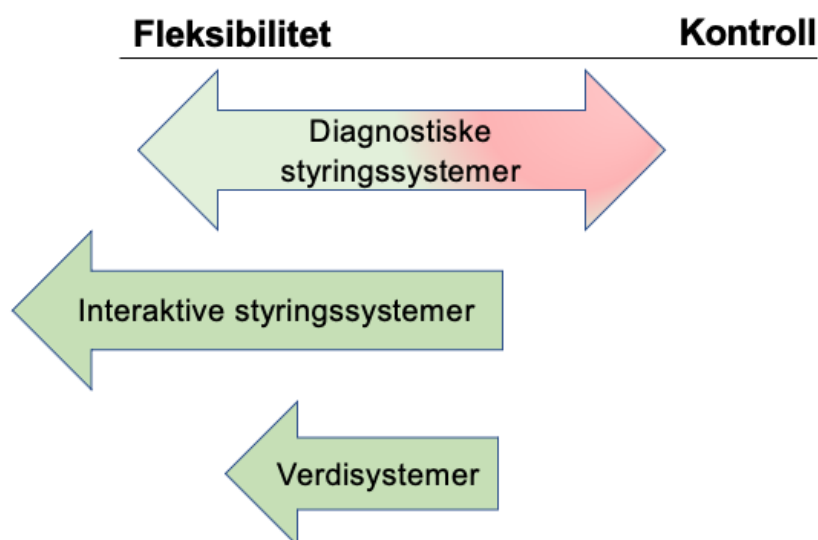 Fleksibilitet Kontroll
Diagnostiske
styringssystemer
Interaktive styringssystemer
Verdisystemer